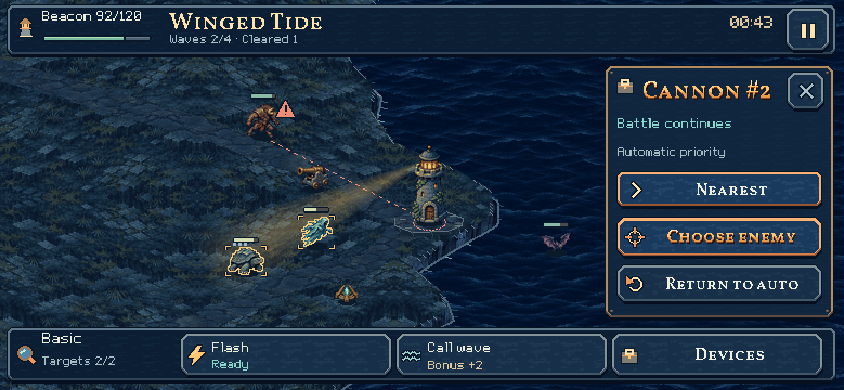 Beacon 92/120
WINGED TIDE
Waves 2/4 · Cleared 1
00:43
CANNON #2
Battle continues
Automatic priority
NEAREST
CHOOSE ENEMY
RETURN TO AUTO
Basic
Targets 2/2
Flash
Ready
Call wave
Bonus +2
DEVICES